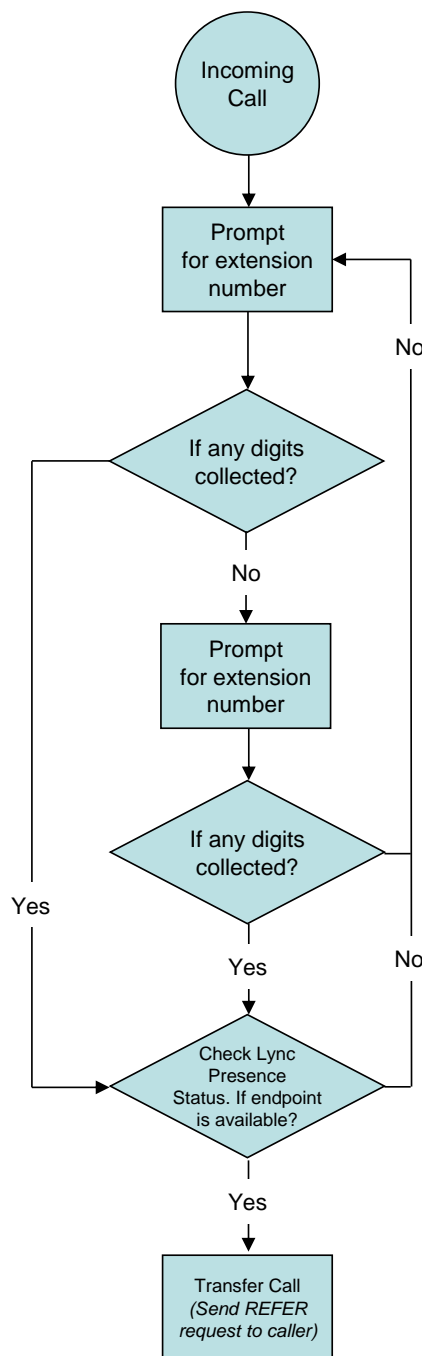 Incoming
Call
Prompt
for extension
number
No
If any digits
collected?
No
Prompt
for extension
number
If any digits
collected?
Yes
Yes
No
Check Lync
Presence
Status. If endpoint
is available?
Yes
Transfer Call
(Send REFER
request to caller)